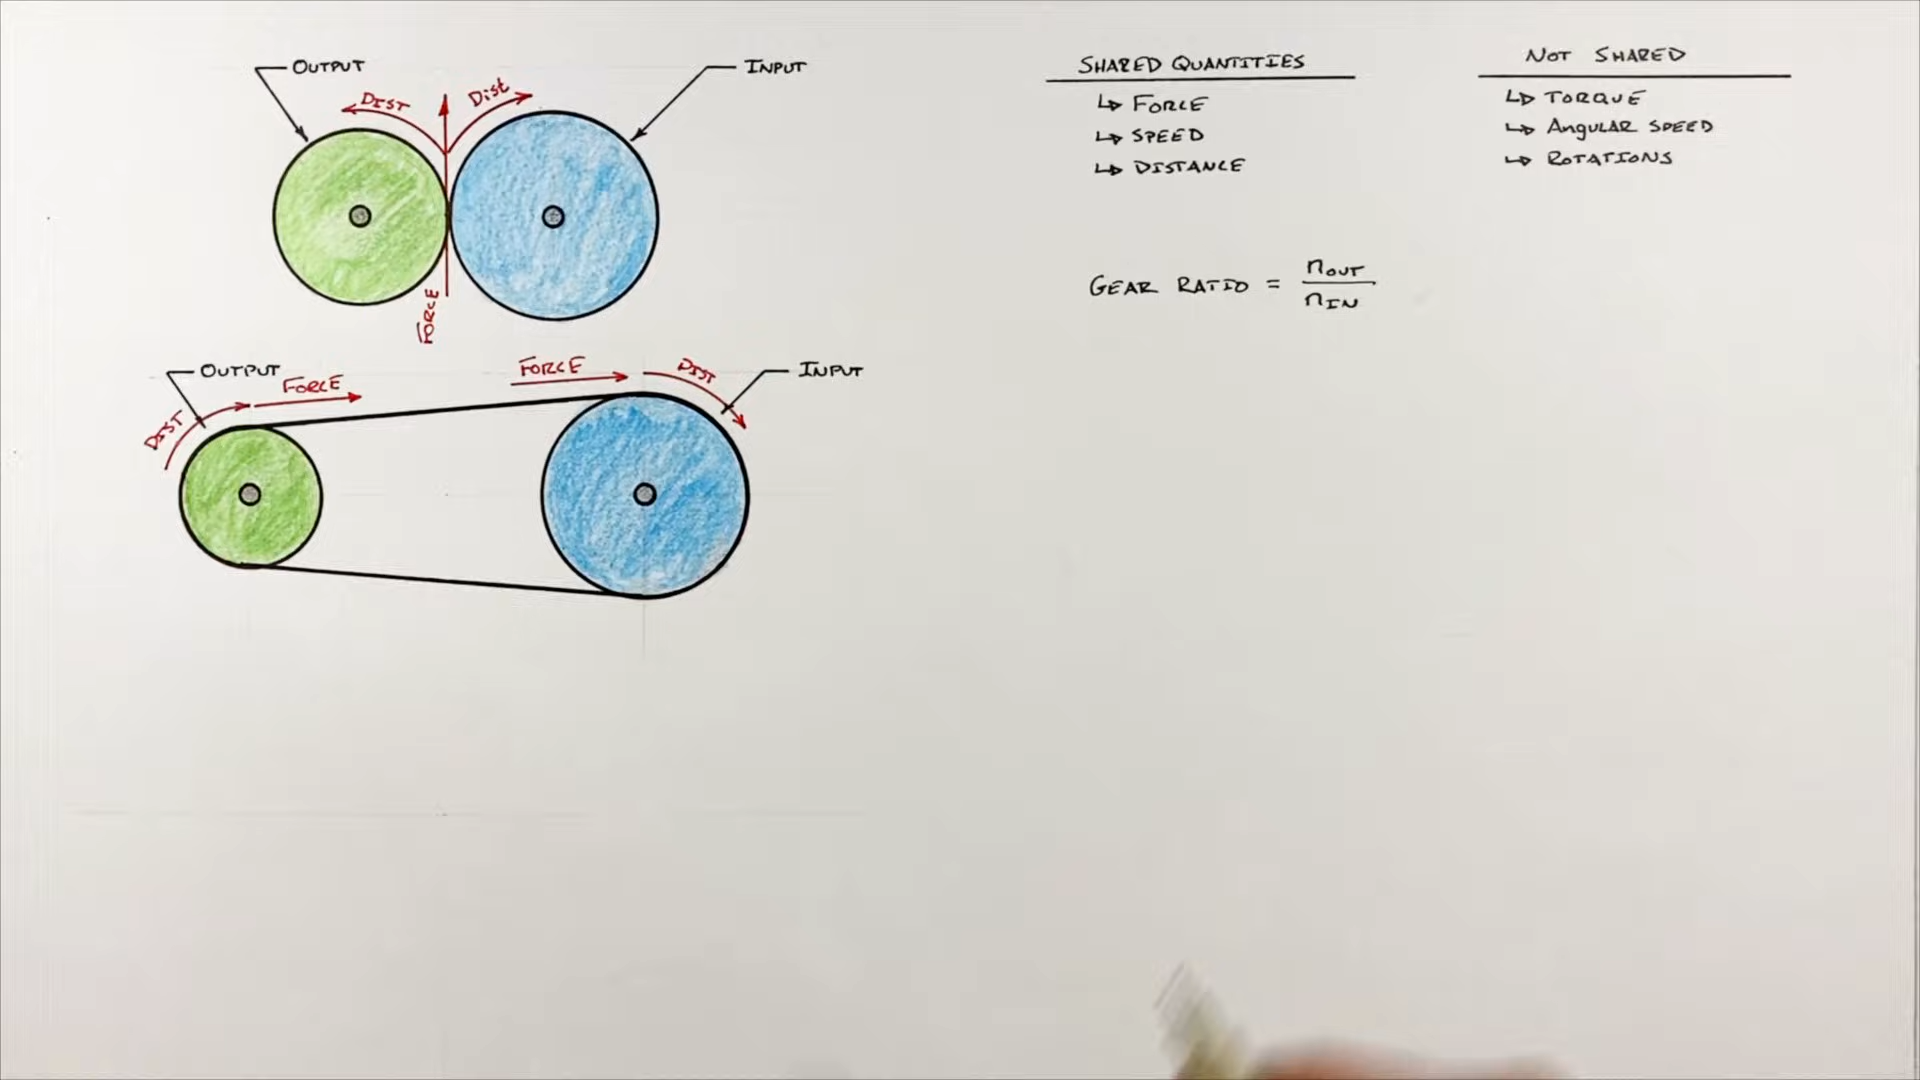 OUTPUT
INPUT
DIST
Dist
FORCE
OUTPUT
FORCE
DIST
FORCE
DIST
INPUT
SHARED QUANTITIES
↳ FORCE
↳ SPEED
↳ DISTANCE
NOT SHARED
↳ TORQUE
↳ Angular SPEED
↳ ROTATIONS
GEAR RATIO = nOUT / nIN